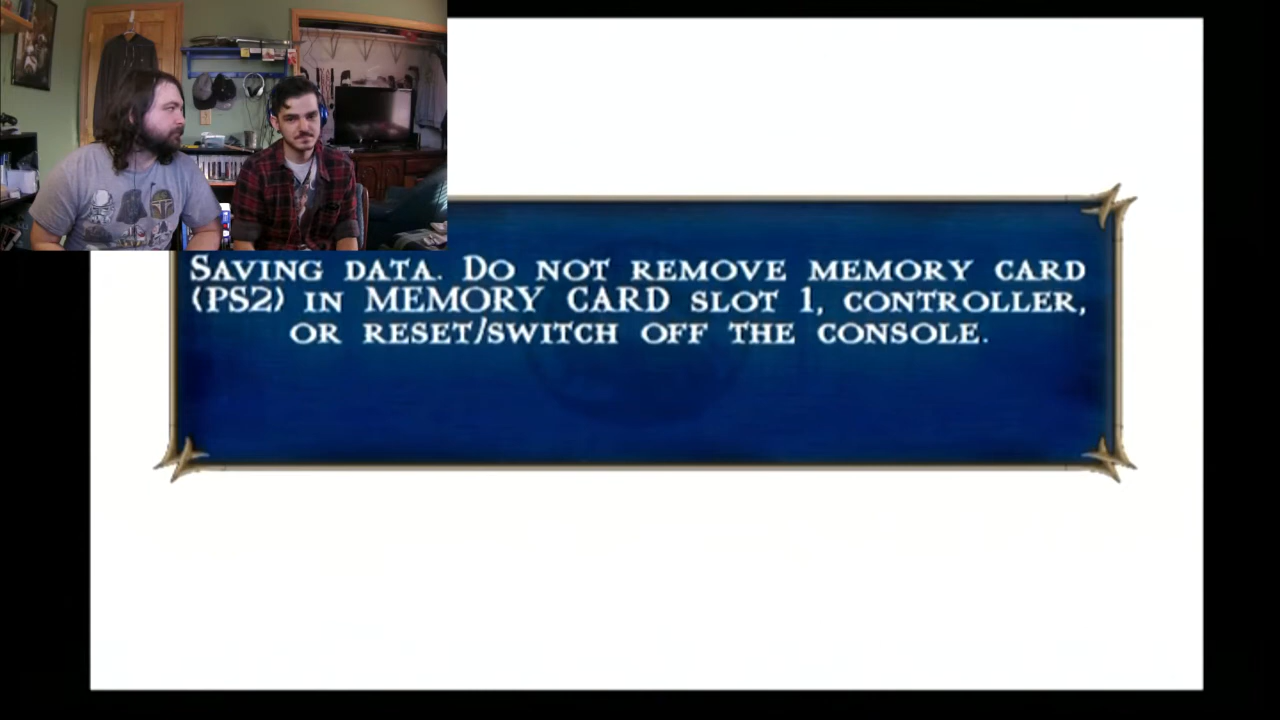 Saving data. Do not remove memory card
(PS2) in MEMORY CARD slot 1, controller,
or reset/switch off the console.